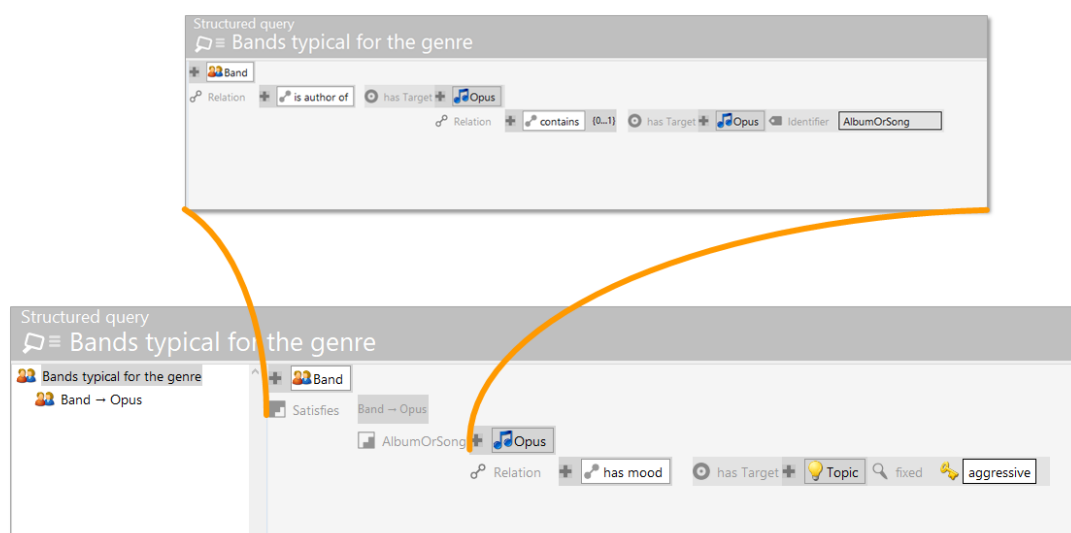 Structured query
Bands typical for the genre
Band
Relation is author of has Target Opus
Relation contains {0...1} has Target Opus Identifier AlbumOrSong
Structured query
Bands typical for the genre
Bands typical for the genre
Band → Opus
Band
Satisfies Band → Opus
AlbumOrSong Opus
Relation has mood has Target Topic fixed aggressive